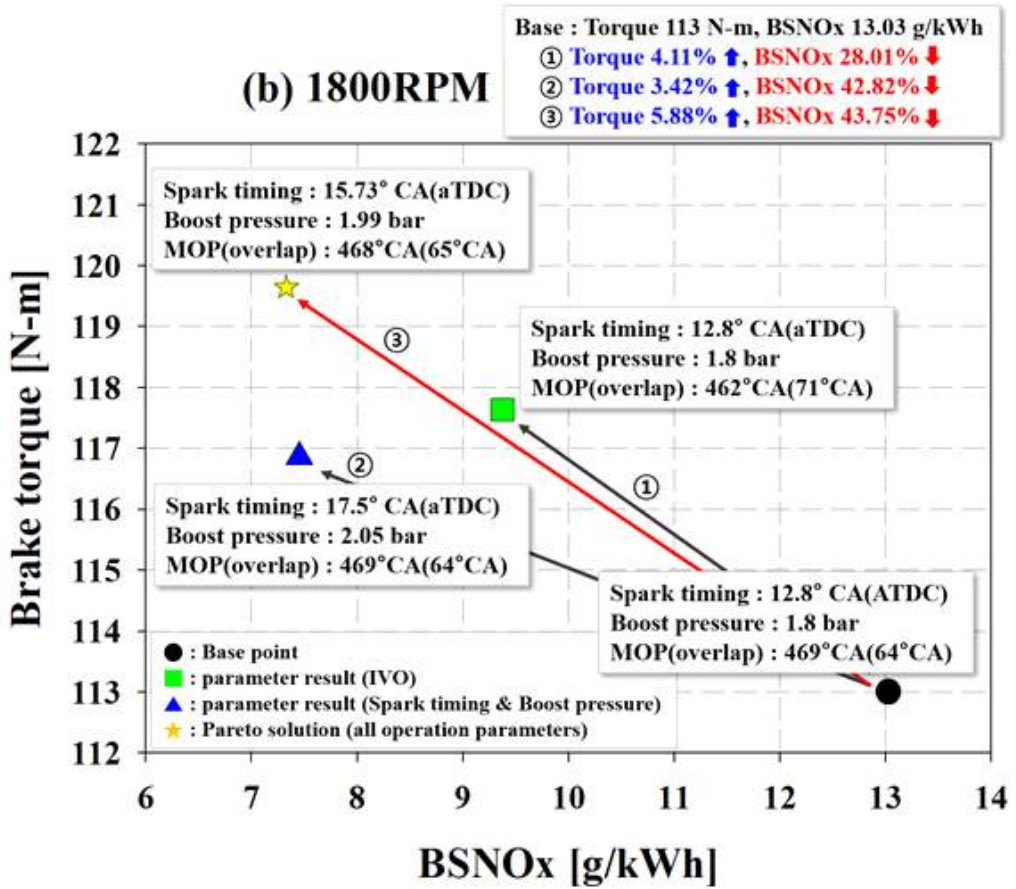 Base : Torque 113 N-m, BSNOx 13.03 g/kWh
① Torque 4.11% ⬆, BSNOx 28.01% ⬇
② Torque 3.42% ⬆, BSNOx 42.82% ⬇
③ Torque 5.88% ⬆, BSNOx 43.75% ⬇
(b) 1800RPM
122
121
120
119
118
117
116
115
114
113
112
Brake torque [N-m]
Spark timing : 15.73° CA(aTDC)
Boost pressure : 1.99 bar
MOP(overlap) : 468°CA(65°CA)
③
Spark timing : 12.8° CA(aTDC)
Boost pressure : 1.8 bar
MOP(overlap) : 462°CA(71°CA)
②
①
Spark timing : 17.5° CA(aTDC)
Boost pressure : 2.05 bar
MOP(overlap) : 469°CA(64°CA)
Spark timing : 12.8° CA(ATDC)
Boost pressure : 1.8 bar
MOP(overlap) : 469°CA(64°CA)
: Base point
: parameter result (IVO)
: parameter result (Spark timing & Boost pressure)
: Pareto solution (all operation parameters)
6 7 8 9 10 11 12 13 14
BSNOx [g/kWh]